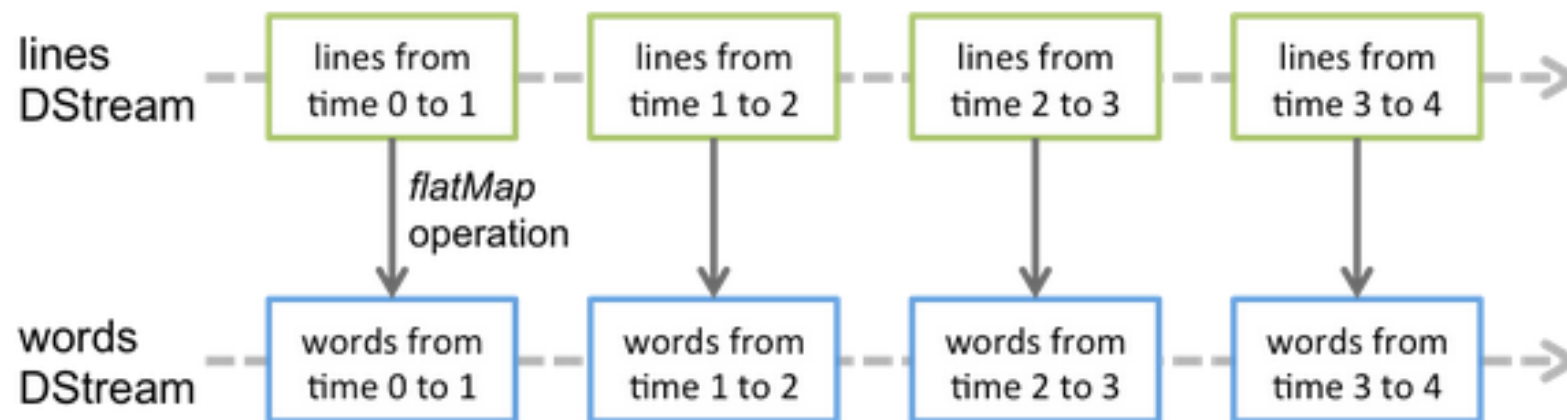 lines
DStream
lines from
time 0 to 1
lines from
time 1 to 2
lines from
time 2 to 3
lines from
time 3 to 4
flatMap
operation
words
DStream
words from
time 0 to 1
words from
time 1 to 2
words from
time 2 to 3
words from
time 3 to 4